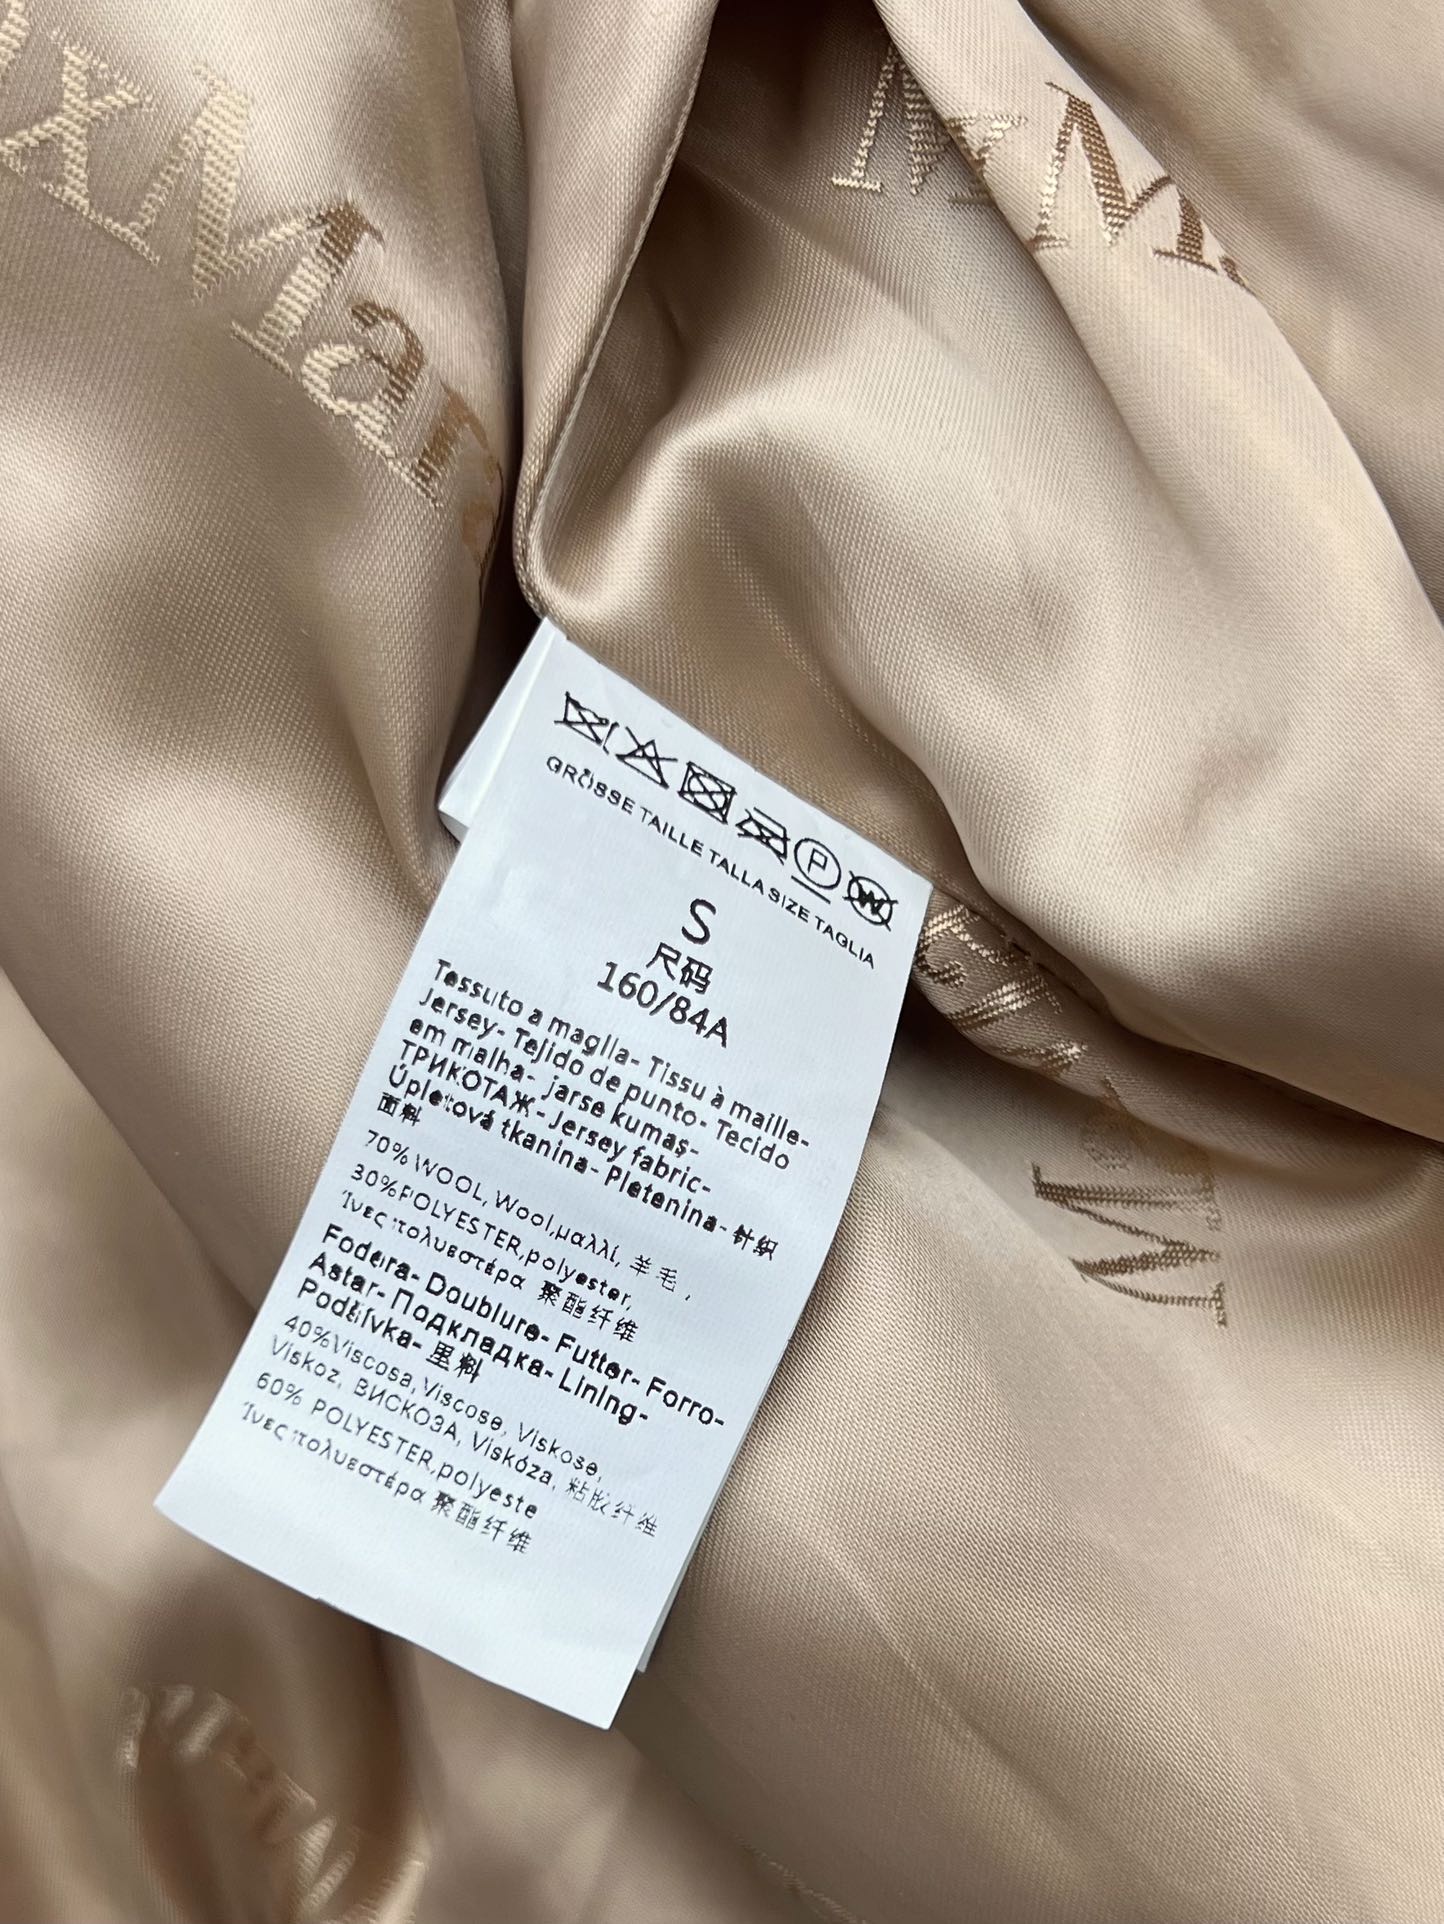 xMara
MaxMa
P W
GRÖSSE TAILLE TALLA SIZE TAGLIA
S
尺码
160/84A
Tessuto a maglia- Tissu à maille-
Jersey- Tejido de punto- Tecido
em malha- jarse kumaş-
ТРИКОТАЖ- Jersey fabric-
Úpletová tkanina- Pletenina- 针织
面料
70% WOOL, Wool,μαλλί, 羊毛,
30%POLYESTER,polyester,
Ίνες πολυεστέρα 聚酯纤维
Fodera- Doublure- Futter- Forro-
Astar- Подкладка- Lining-
Podšívka- 里料
40%Viscosa, Viscose, Viskose,
Viskoz, ВИСКОЗА, Viskóza, 粘胶纤维
60% POLYESTER,polyeste
Ίνες πολυεστέρα 聚酯纤维